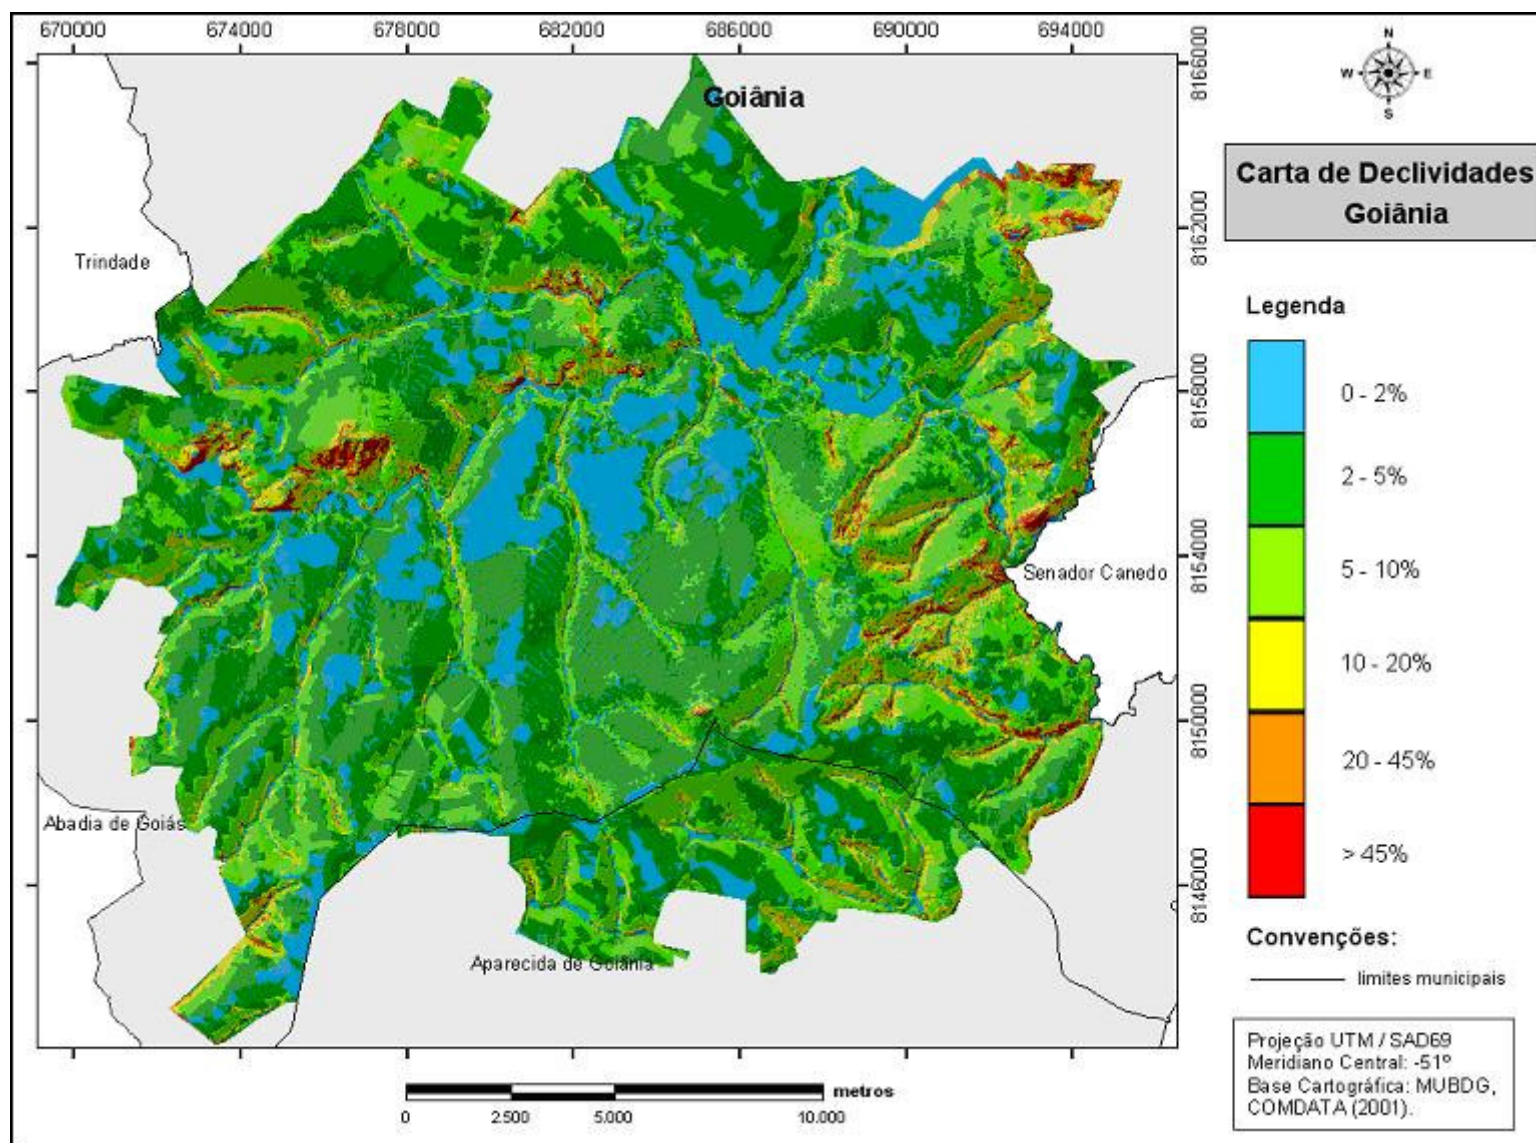 670000 674000 678000 682000 686000 690000 694000
N
W E
S
8166000
Goiânia
Carta de Declividades
Goiânia
8162000
Trindade
Legenda
0 - 2%
8158000
2 - 5%
8154000
Senador Canedo
5 - 10%
10 - 20%
8150000
20 - 45%
Abadia de Goiás
> 45%
8146000
Convenções:
Aparecida de Goiânia
limites municipais
Projeção UTM / SAD69
Meridiano Central: -51º
Base Cartográfica: MUBDG,
COMDATA (2001).
metros
0 2.500 5.000 10.000